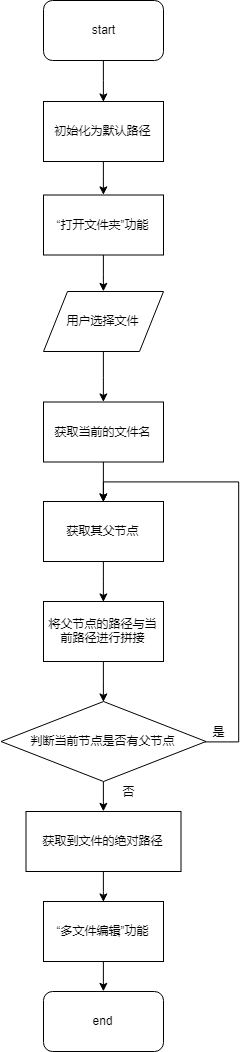 start
初始化为默认路径
“打开文件夹”功能
用户选择文件
获取当前的文件名
获取其父节点
将父节点的路径与当
前路径进行拼接
判断当前节点是否有父节点
是
否
获取到文件的绝对路径
“多文件编辑”功能
end